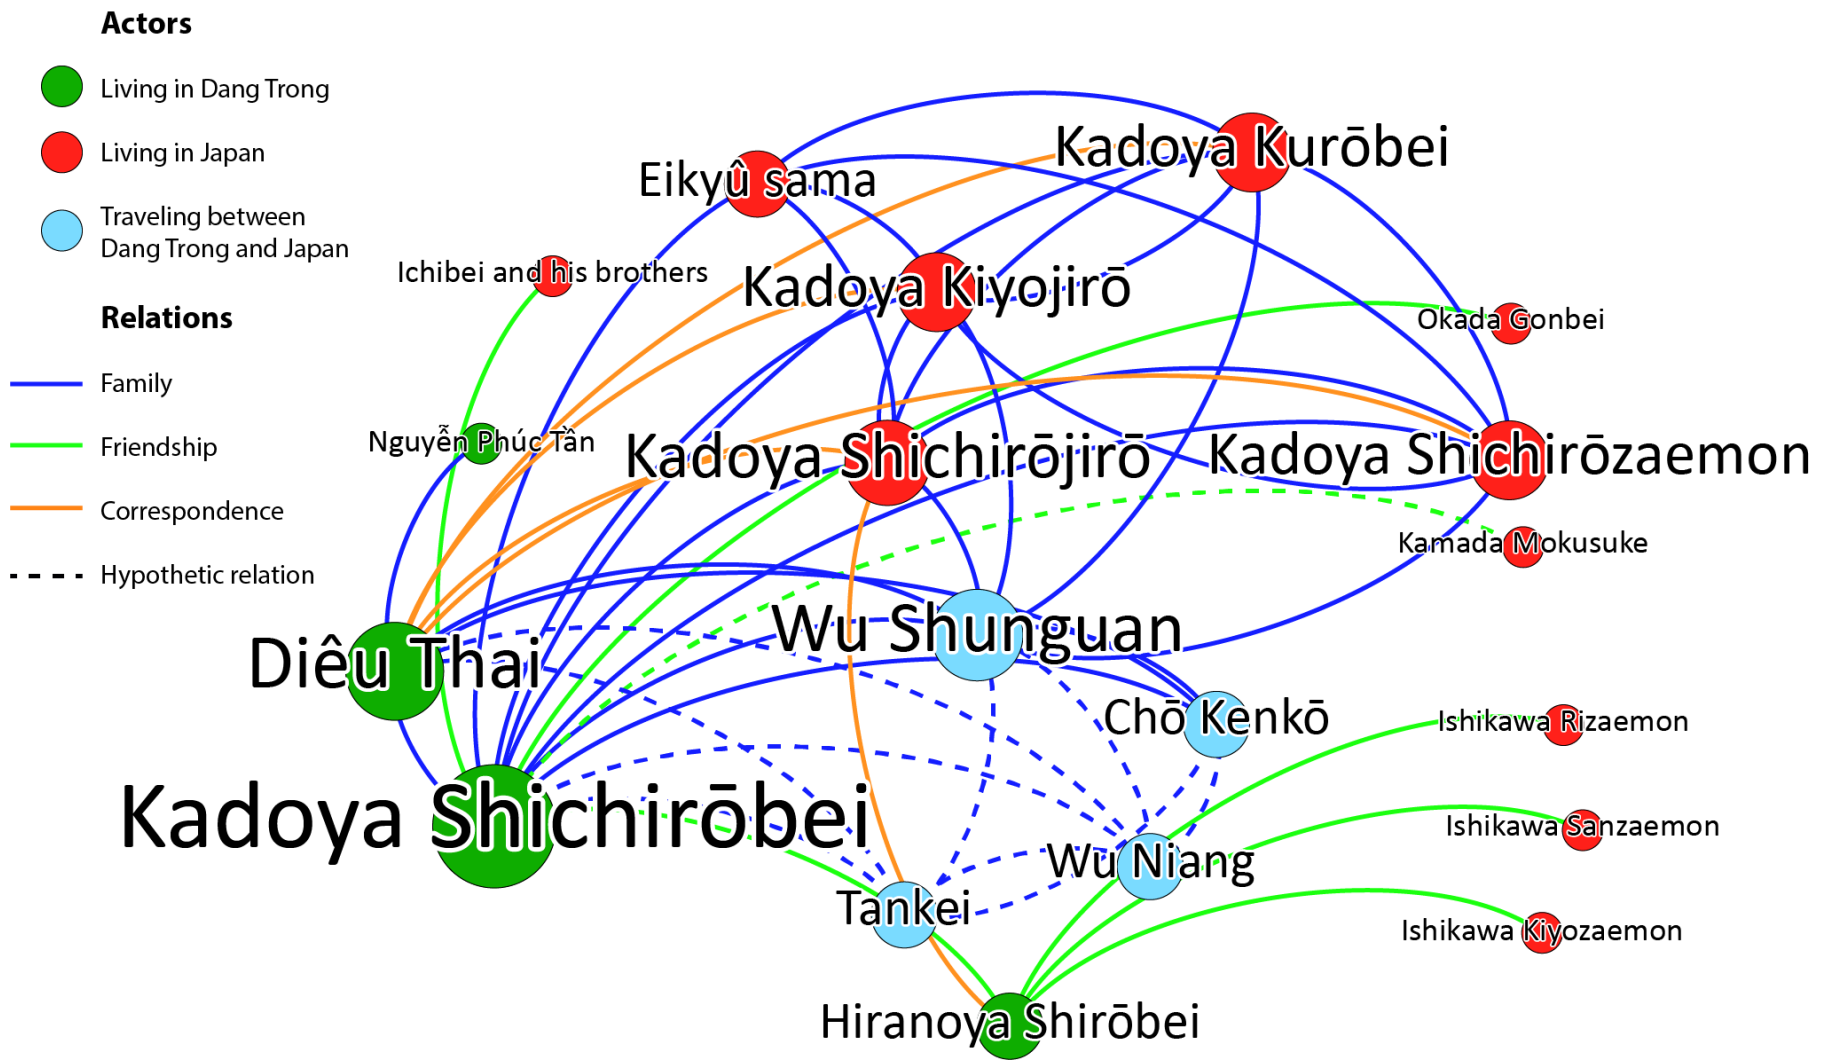 Actors
Living in Dang Trong
Living in Japan
Traveling between
Dang Trong and Japan
Relations
Family
Friendship
Correspondence
Hypothetic relation
Kadoya Kurōbei
Eikyû sama
Ichibei and his brothers
Kadoya Kiyojirō
Okada Gonbei
Nguyễn Phúc Tần
Kadoya Shichirōjirō
Kadoya Shichirōzaemon
Kamada Mokusuke
Wu Shunguan
Diêu Thai
Chō Kenkō
Ishikawa Rizaemon
Kadoya Shichirōbei
Ishikawa Sanzaemon
Wu Niang
Tankei
Ishikawa Kiyozaemon
Hiranoya Shirōbei